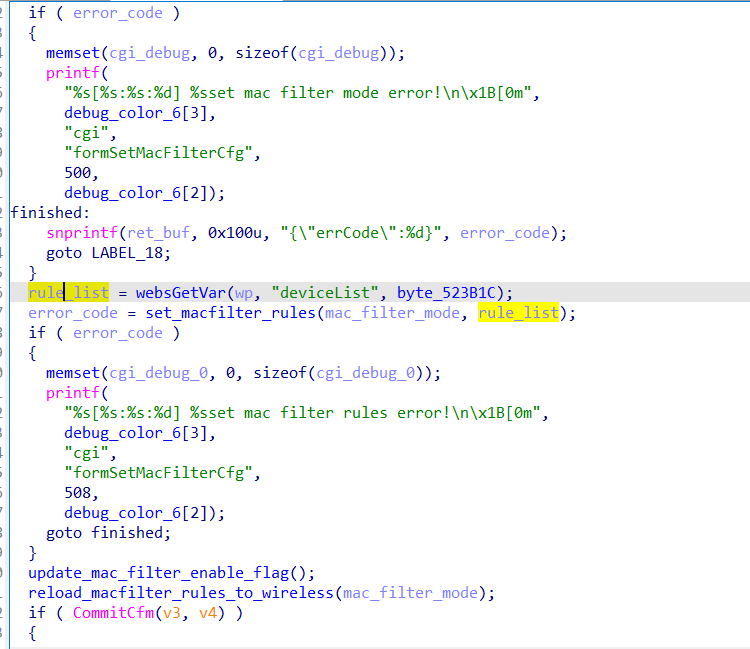 if ( error_code )
{
memset(cgi_debug, 0, sizeof(cgi_debug));
printf(
"%s[%s:%s:%d] %sset mac filter mode error!\n\x1B[0m",
debug_color_6[3],
"cgi",
"formSetMacFilterCfg",
500,
debug_color_6[2]);
finished:
snprintf(ret_buf, 0x100u, "{\"errCode\":%d}", error_code);
goto LABEL_18;
}
rule_list = websGetVar(wp, "deviceList", byte_523B1C);
error_code = set_macfilter_rules(mac_filter_mode, rule_list);
if ( error_code )
{
memset(cgi_debug_0, 0, sizeof(cgi_debug_0));
printf(
"%s[%s:%s:%d] %sset mac filter rules error!\n\x1B[0m",
debug_color_6[3],
"cgi",
"formSetMacFilterCfg",
508,
debug_color_6[2]);
goto finished;
}
update_mac_filter_enable_flag();
reload_macfilter_rules_to_wireless(mac_filter_mode);
if ( CommitCfm(v3, v4) )
{